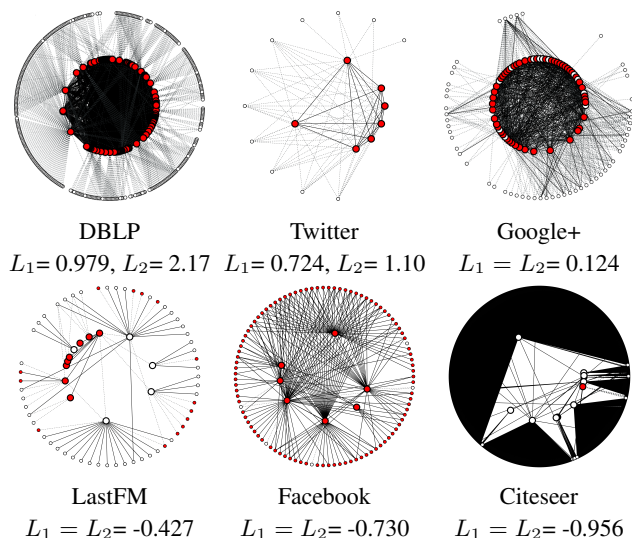 DBLP
L₁= 0.979, L₂= 2.17
Twitter
L₁= 0.724, L₂= 1.10
Google+
L₁ = L₂= 0.124
LastFM
L₁ = L₂= -0.427
Facebook
L₁ = L₂= -0.730
Citeseer
L₁ = L₂= -0.956